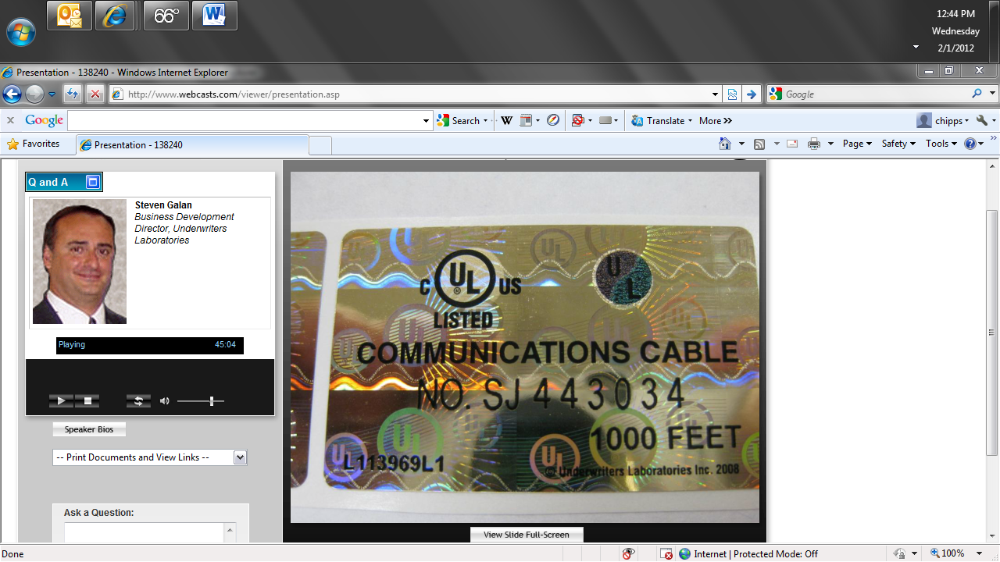 66°
12:44 PM
Wednesday
2/1/2012
Presentation - 138240 - Windows Internet Explorer
http://www.webcasts.com/viewer/presentation.asp
Google
Google
Search
W
Translate
More »
chipps
Favorites
Presentation - 138240
Page
Safety
Tools
Q and A
Steven Galan
Business Development
Director, Underwriters
Laboratories
Playing
45:04
Speaker Bios
-- Print Documents and View Links --
Ask a Question:
C UL US
®
LISTED
UL
COMMUNICATIONS CABLE
NO. SJ 443034
1000 FEET
L113969L1
© Underwriters Laboratories Inc. 2008
View Slide Full-Screen
Done
Internet | Protected Mode: Off
100%